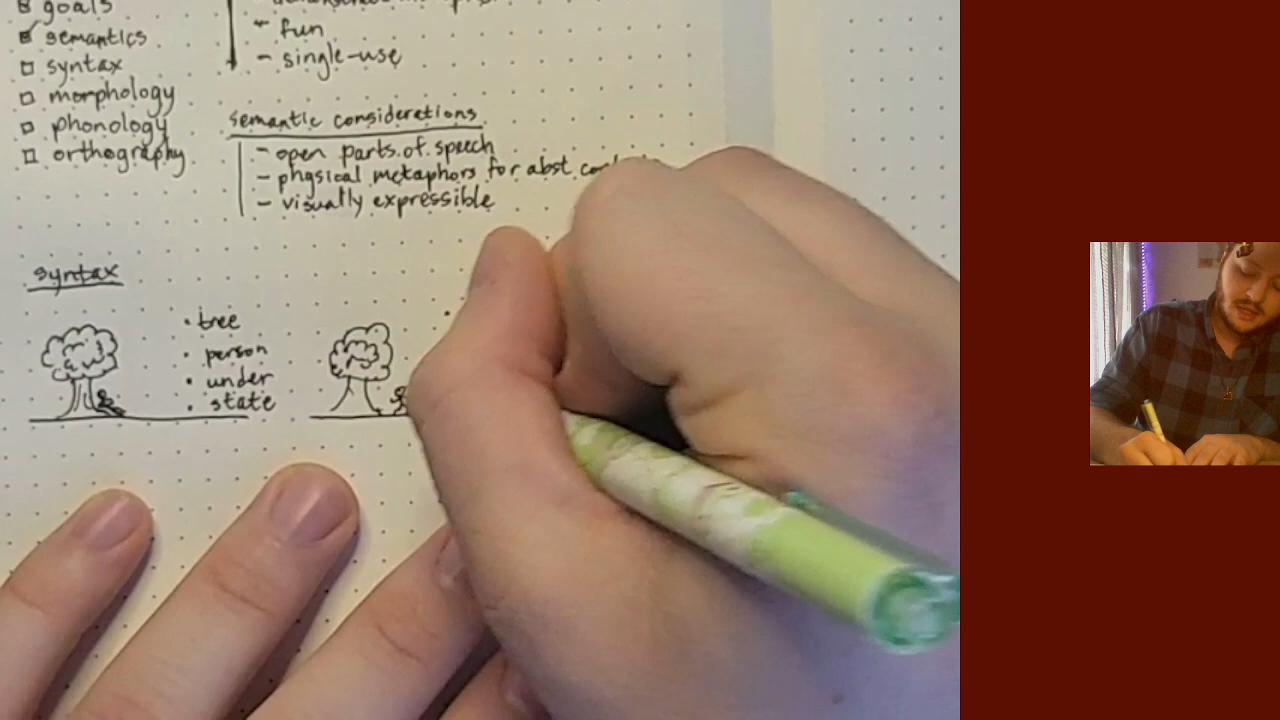 goals
semantics
syntax
morphology
phonology
orthography
- fun
- single-use
semantic considerations
- open parts of speech
- physical metaphors for abst.
- visually expressible
syntax
• tree
• person
• under
• state